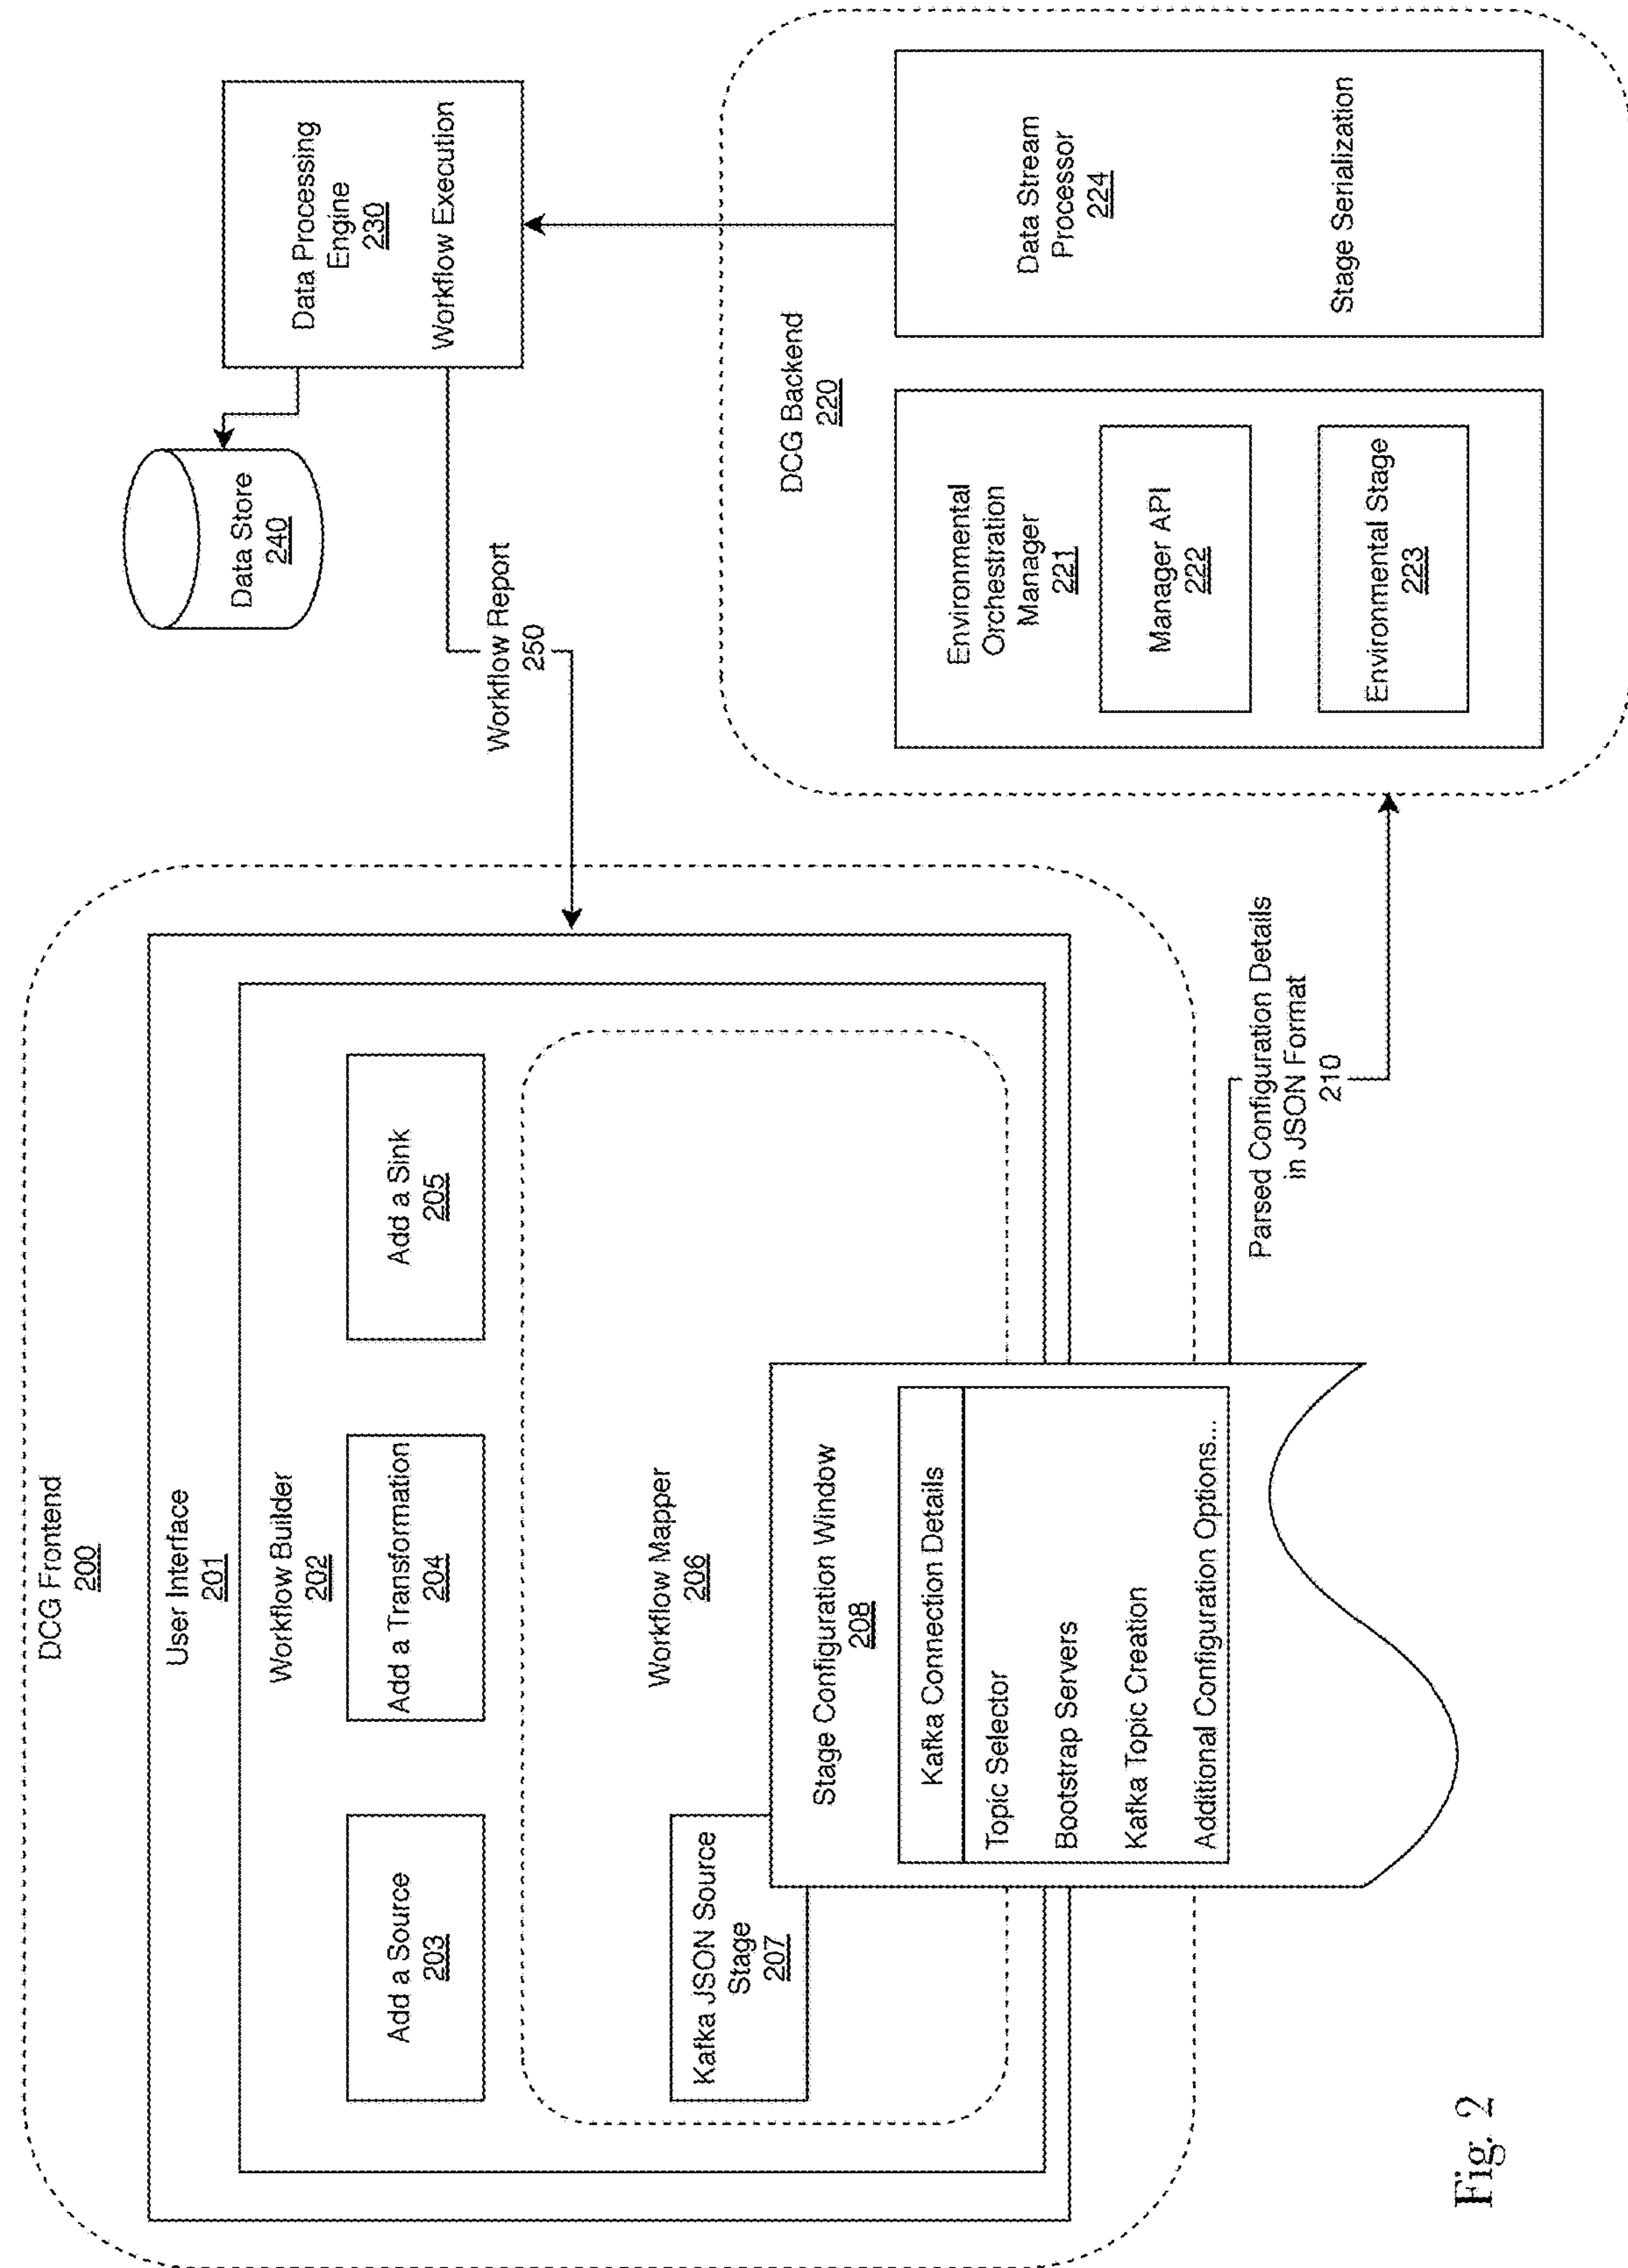 DCG Frontend
200
User Interface
201
Workflow Builder
202
Add a Source
203
Add a Transformation
204
Add a Sink
205
Workflow Mapper
206
Kafka JSON Source
Stage
207
Stage Configuration Window
208
Kafka Connection Details
Topic Selector
Bootstrap Servers
Kafka Topic Creation
Additional Configuration Options...
Parsed Configuration Details
in JSON Format
210
Workflow Report
250
Data Store
240
Data Processing
Engine
230
Workflow Execution
DCG Backend
220
Environmental
Orchestration
Manager
221
Manager API
222
Environmental Stage
223
Data Stream
Processor
224
Stage Serialization
Fig. 2